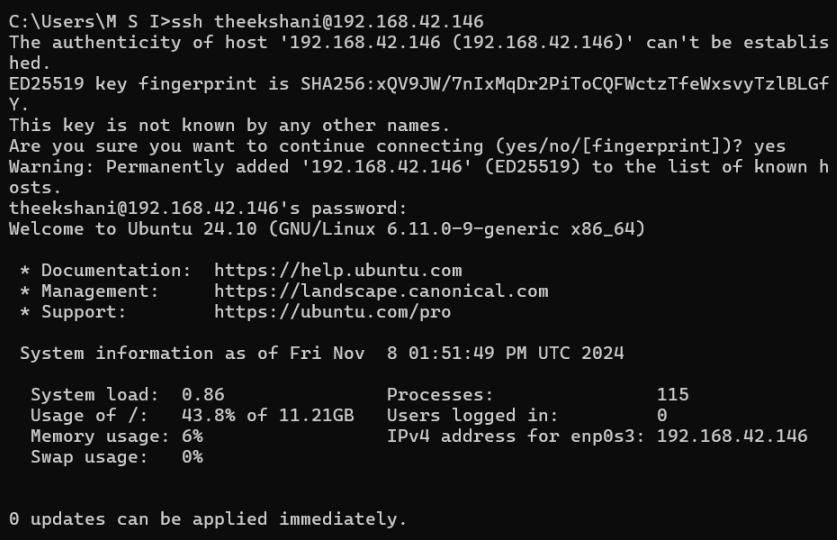 C:\Users\M S I>ssh theekshani@192.168.42.146
The authenticity of host '192.168.42.146 (192.168.42.146)' can't be establis
hed.
ED25519 key fingerprint is SHA256:xQV9JW/7nIxMqDr2PiToCQFWctzTfeWxsvyTzlBLGf
Y.
This key is not known by any other names.
Are you sure you want to continue connecting (yes/no/[fingerprint])? yes
Warning: Permanently added '192.168.42.146' (ED25519) to the list of known h
osts.
theekshani@192.168.42.146's password:
Welcome to Ubuntu 24.10 (GNU/Linux 6.11.0-9-generic x86_64)

 * Documentation:  https://help.ubuntu.com
 * Management:     https://landscape.canonical.com
 * Support:        https://ubuntu.com/pro

 System information as of Fri Nov  8 01:51:49 PM UTC 2024

  System load:  0.86               Processes:               115
  Usage of /:   43.8% of 11.21GB   Users logged in:         0
  Memory usage: 6%                 IPv4 address for enp0s3: 192.168.42.146
  Swap usage:   0%


0 updates can be applied immediately.